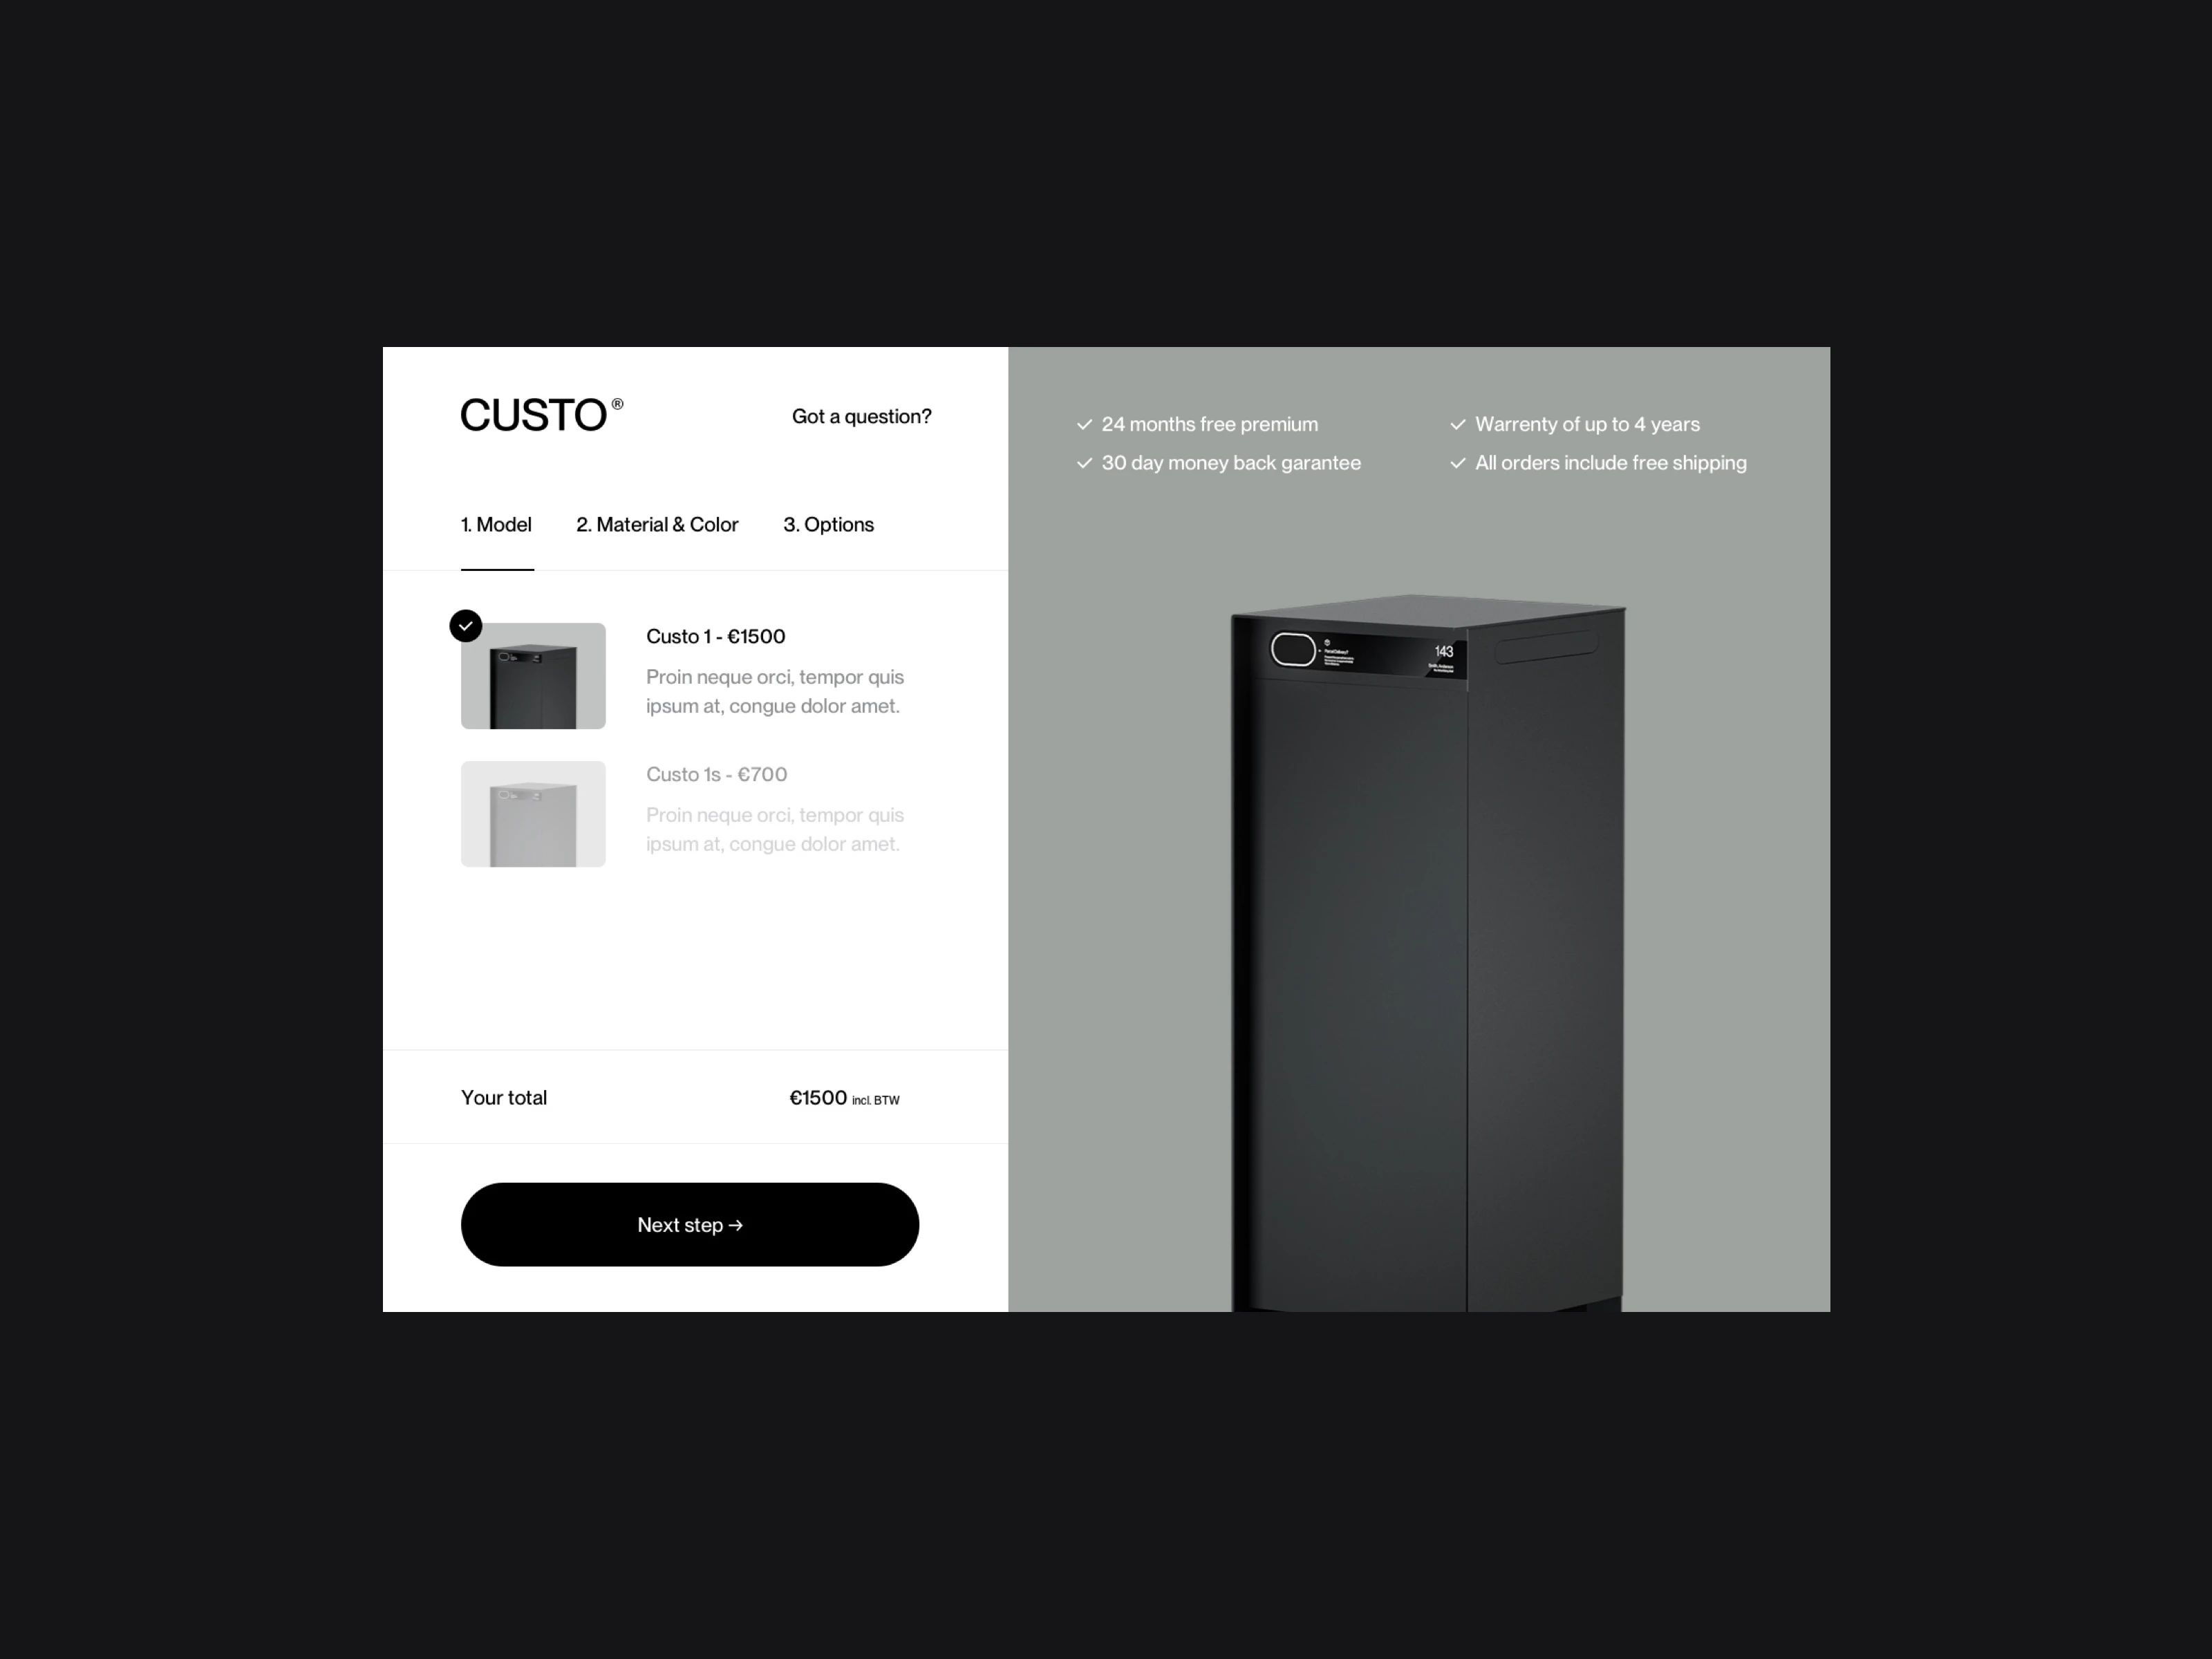 CUSTO®
Got a question?
1. Model
2. Material & Color
3. Options
Custo 1 - €1500
Proin neque orci, tempor quis
ipsum at, congue dolor amet.
Custo 1s - €700
Proin neque orci, tempor quis
ipsum at, congue dolor amet.
Your total
€1500 incl. BTW
Next step →
24 months free premium
30 day money back garantee
Warrenty of up to 4 years
All orders include free shipping
143